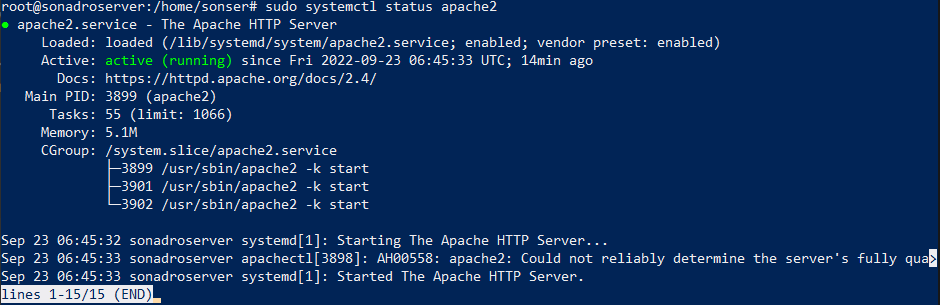 root@sonadroserver:/home/sonser# sudo systemctl status apache2
● apache2.service - The Apache HTTP Server
Loaded: loaded (/lib/systemd/system/apache2.service; enabled; vendor preset: enabled)
Active: active (running) since Fri 2022-09-23 06:45:33 UTC; 14min ago
Docs: https://httpd.apache.org/docs/2.4/
Main PID: 3899 (apache2)
Tasks: 55 (limit: 1066)
Memory: 5.1M
CGroup: /system.slice/apache2.service
├─3899 /usr/sbin/apache2 -k start
├─3901 /usr/sbin/apache2 -k start
└─3902 /usr/sbin/apache2 -k start
Sep 23 06:45:32 sonadroserver systemd[1]: Starting The Apache HTTP Server...
Sep 23 06:45:33 sonadroserver apachectl[3898]: AH00558: apache2: Could not reliably determine the server's fully qua>
Sep 23 06:45:33 sonadroserver systemd[1]: Started The Apache HTTP Server.
lines 1-15/15 (END)